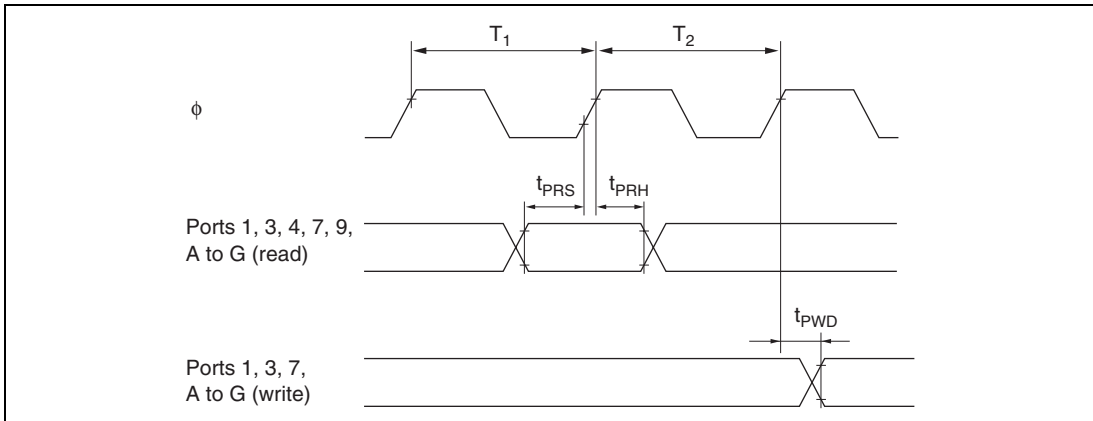 T₁ T₂
ϕ
tPRS tPRH
Ports 1, 3, 4, 7, 9,
A to G (read)
tPWD
Ports 1, 3, 7,
A to G (write)